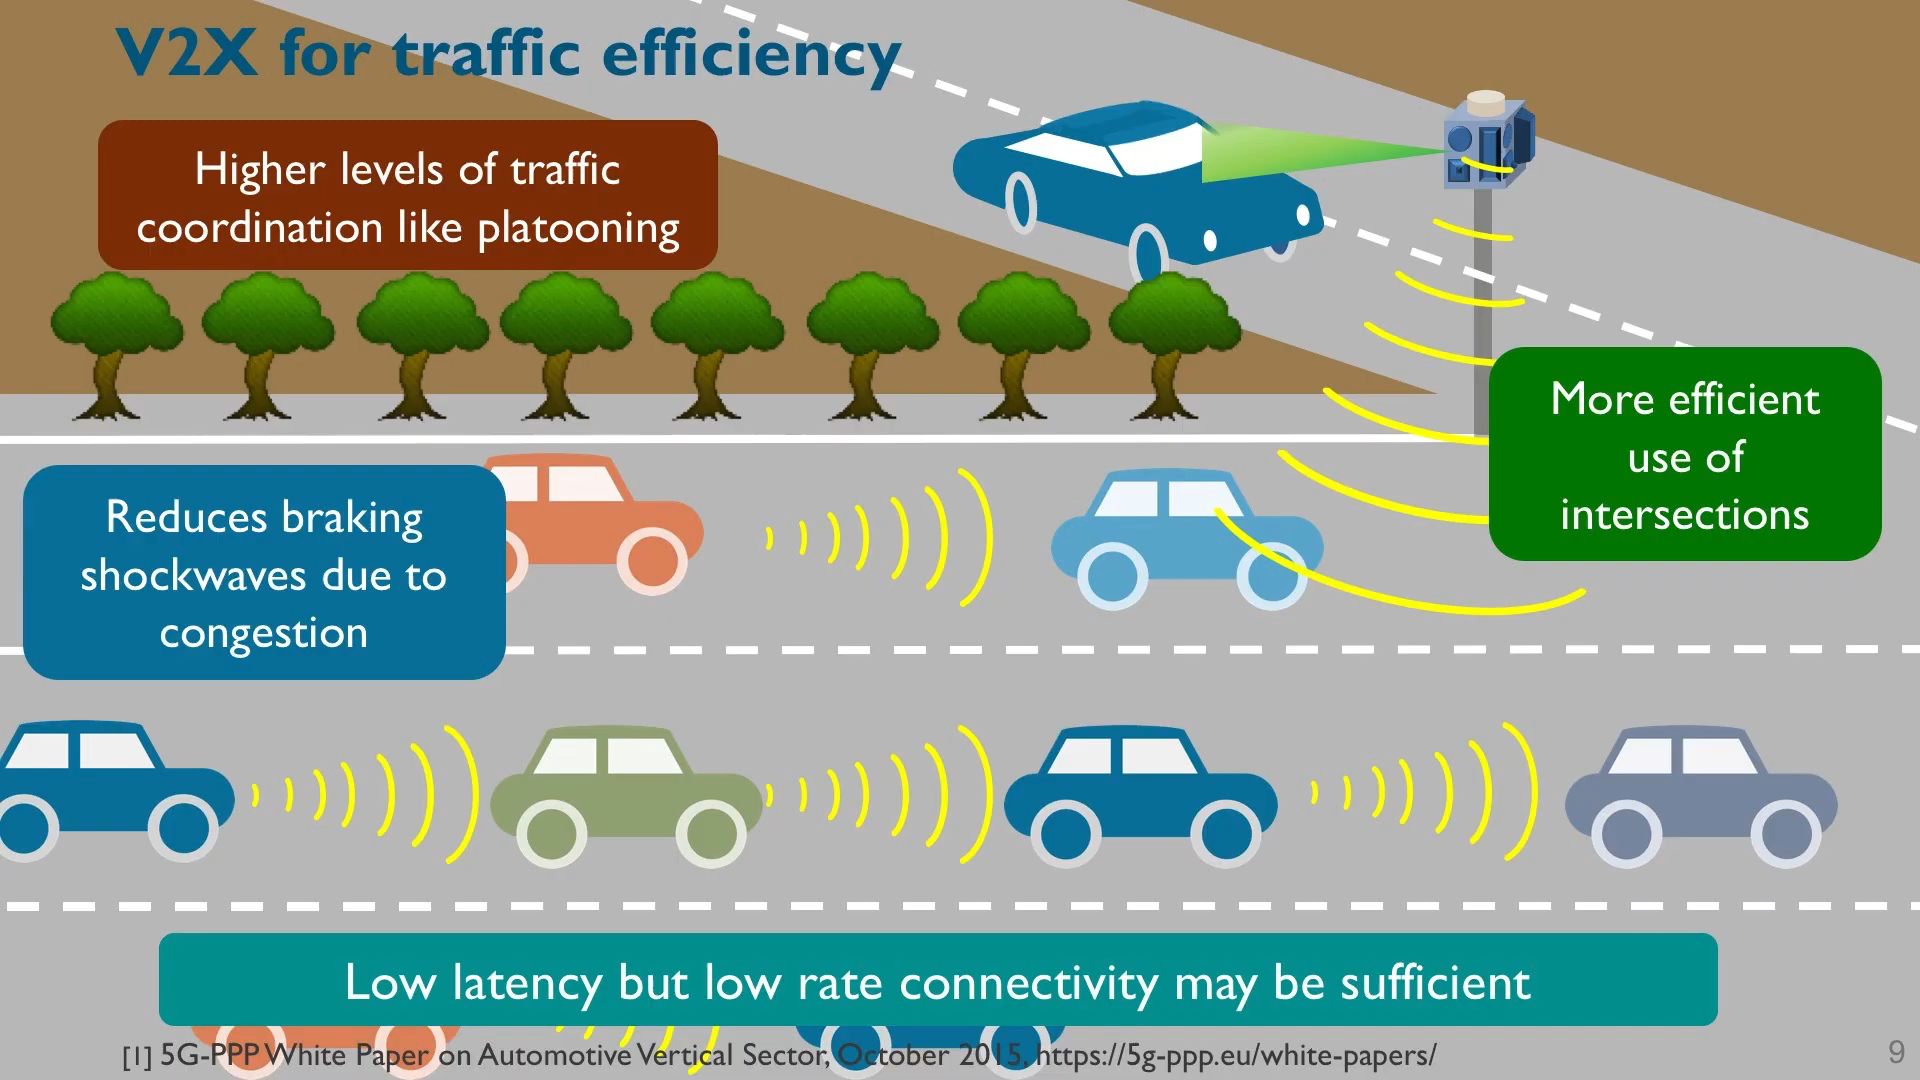 V2X for traffic efficiency
Higher levels of traffic
coordination like platooning
More efficient
use of
intersections
Reduces braking
shockwaves due to
congestion
Low latency but low rate connectivity may be sufficient
[1] 5G-PPP White Paper on Automotive Vertical Sector, October 2015, https://5g-ppp.eu/white-papers/
9